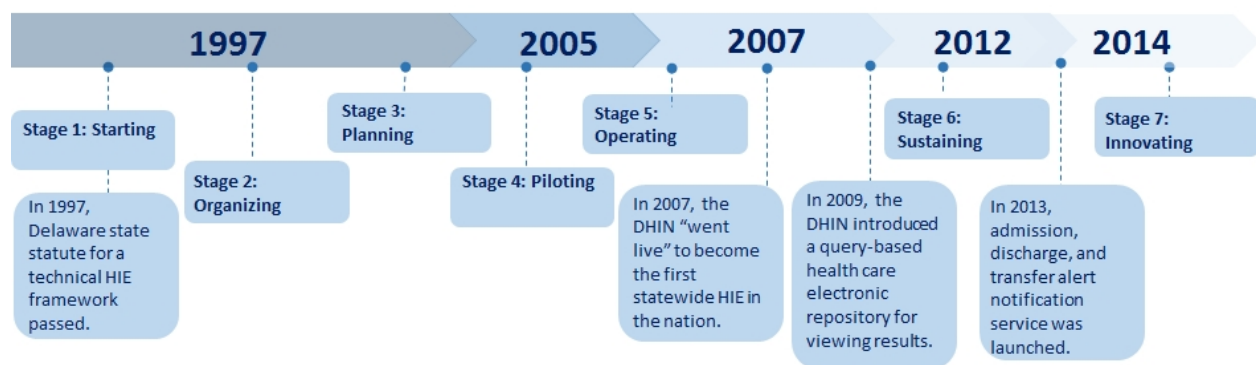 1997
2005
2007
2012
2014
Stage 1: Starting
Stage 2:
Organizing
Stage 3:
Planning
Stage 4: Piloting
Stage 5:
Operating
Stage 6:
Sustaining
Stage 7:
Innovating
In 1997,
Delaware state
statute for a
technical HIE
framework
passed.
In 2007, the
DHIN “went
live” to become
the first
statewide HIE in
the nation.
In 2009, the
DHIN introduced
a query-based
health care
electronic
repository for
viewing results.
In 2013,
admission,
discharge, and
transfer alert
notification
service was
launched.